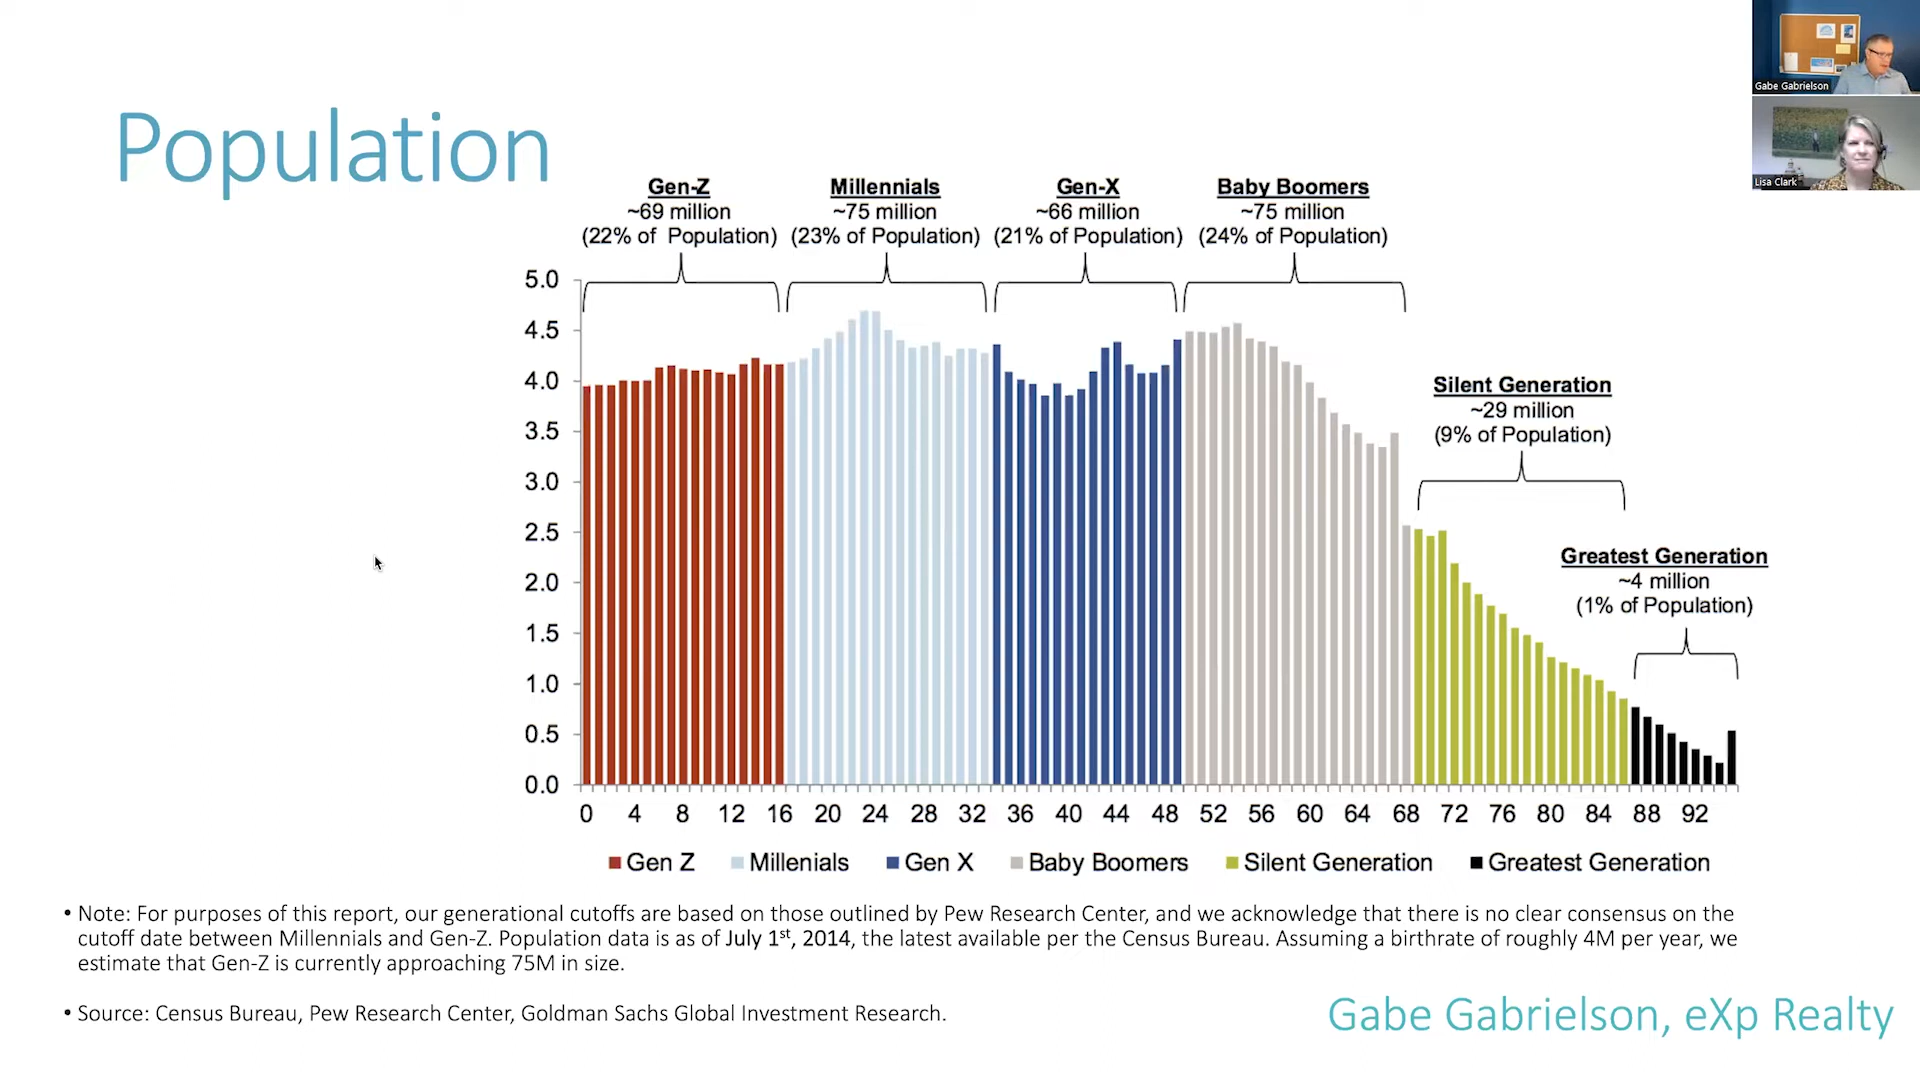 Gabe Gabrielson
Lisa Clark
Population
Gen-Z
~69 million
(22% of Population)
Millennials
~75 million
(23% of Population)
Gen-X
~66 million
(21% of Population)
Baby Boomers
~75 million
(24% of Population)
Silent Generation
~29 million
(9% of Population)
Greatest Generation
~4 million
(1% of Population)
5.0
4.5
4.0
3.5
3.0
2.5
2.0
1.5
1.0
0.5
0.0
0 4 8 12 16 20 24 28 32 36 40 44 48 52 56 60 64 68 72 76 80 84 88 92
Gen Z Millenials Gen X Baby Boomers Silent Generation Greatest Generation
• Note: For purposes of this report, our generational cutoffs are based on those outlined by Pew Research Center, and we acknowledge that there is no clear consensus on the
cutoff date between Millennials and Gen-Z. Population data is as of July 1st, 2014, the latest available per the Census Bureau. Assuming a birthrate of roughly 4M per year, we
estimate that Gen-Z is currently approaching 75M in size.
• Source: Census Bureau, Pew Research Center, Goldman Sachs Global Investment Research.
Gabe Gabrielson, eXp Realty